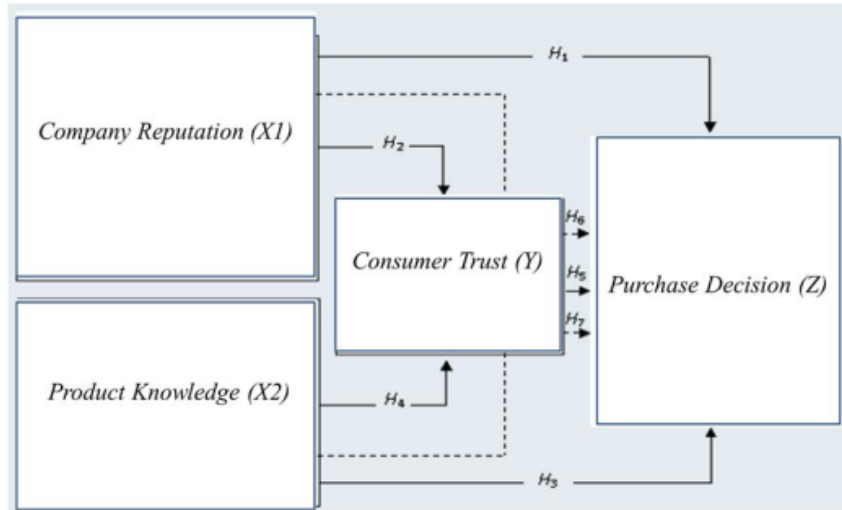 H₁
Company Reputation (X1)
H₂
H₆
Consumer Trust (Y)
H₅
Purchase Decision (Z)
H₇
Product Knowledge (X2)
H₄
H₃